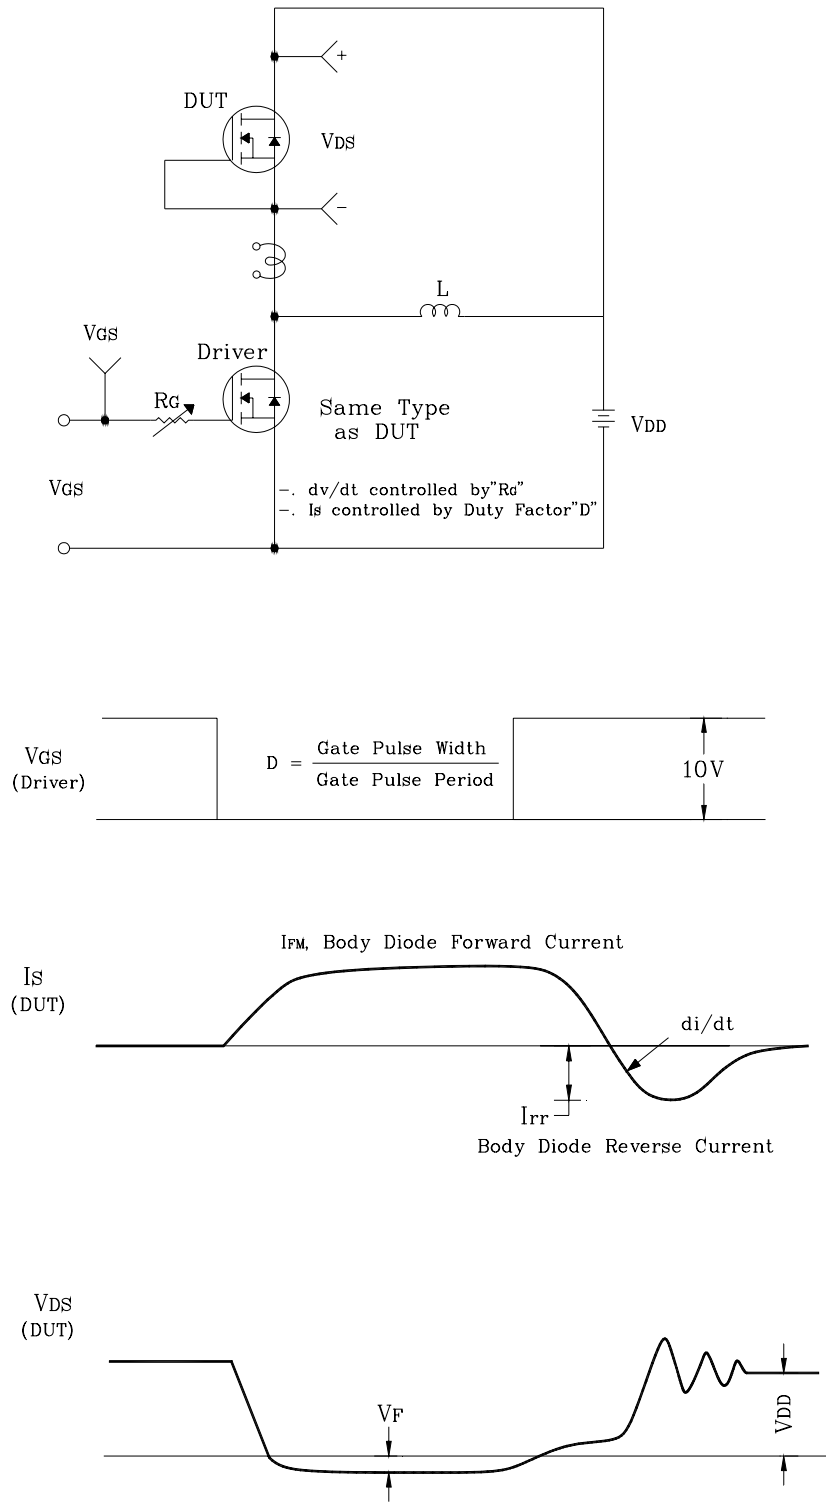 +
DUT
VDS
-
L
VGS
Driver
RG
Same Type
as DUT
VDD
VGS
-. dv/dt controlled by"RG"
-. IS controlled by Duty Factor"D"
VGS
(Driver)
D = Gate Pulse Width
Gate Pulse Period
10V
IFM, Body Diode Forward Current
IS
(DUT)
di/dt
Irr
Body Diode Reverse Current
VDS
(DUT)
VF
VDD